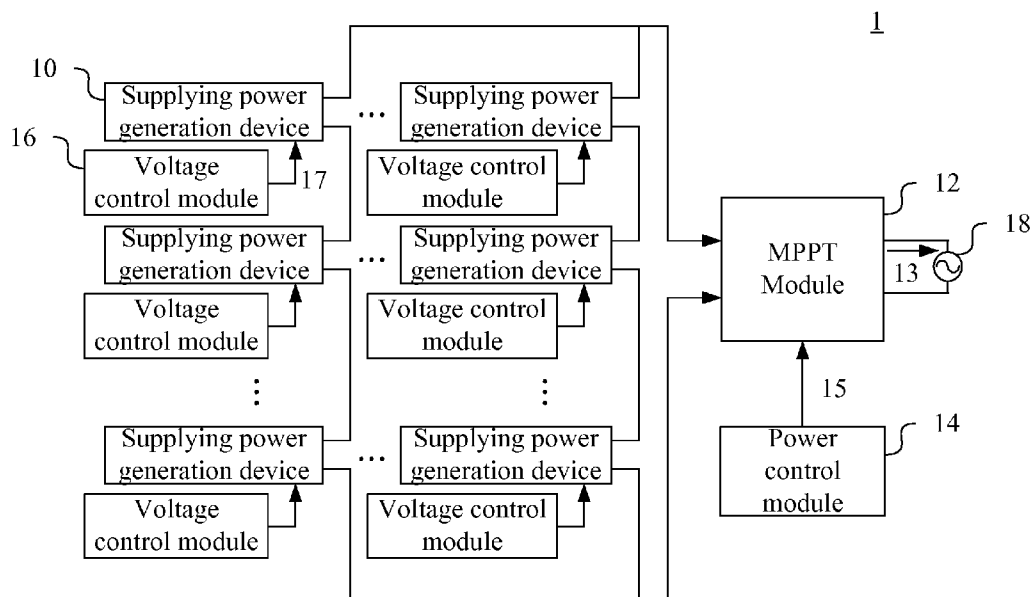 1
10
Supplying power
generation device
...
Supplying power
generation device
16
Voltage
control module
17
Voltage control
module
12
MPPT
Module
13
18
Supplying power
generation device
...
Supplying power
generation device
Voltage
control module
Voltage control
module
...
...
15
Supplying power
generation device
...
Supplying power
generation device
14
Power
control
module
Voltage
control module
Voltage control
module